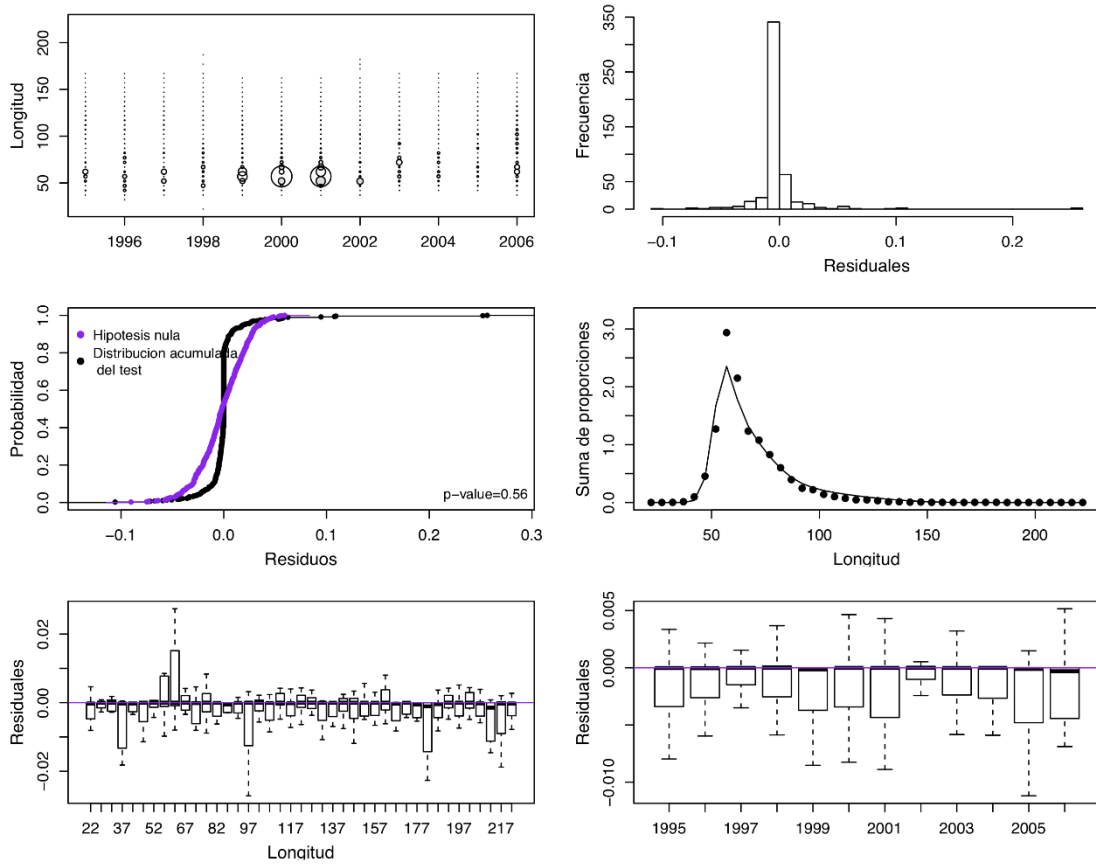 Longitud
200
150
100
50
1996 1998 2000 2002 2004 2006
Frecuencia
350
250
150
50
0
−0.1 0.0 0.1 0.2
Residuales
Probabilidad
1.0
0.8
0.6
0.4
0.2
0.0
Hipotesis nula
Distribucion acumulada
del test
p−value=0.56
−0.1 0.0 0.1 0.2 0.3
Residuos
Suma de proporciones
3.0
2.0
1.0
0.0
50 100 150 200
Longitud
Residuales
0.02
0.00
−0.02
22 37 52 67 82 97 117 137 157 177 197 217
Longitud
Residuales
0.005
0.000
−0.010
1995 1997 1999 2001 2003 2005